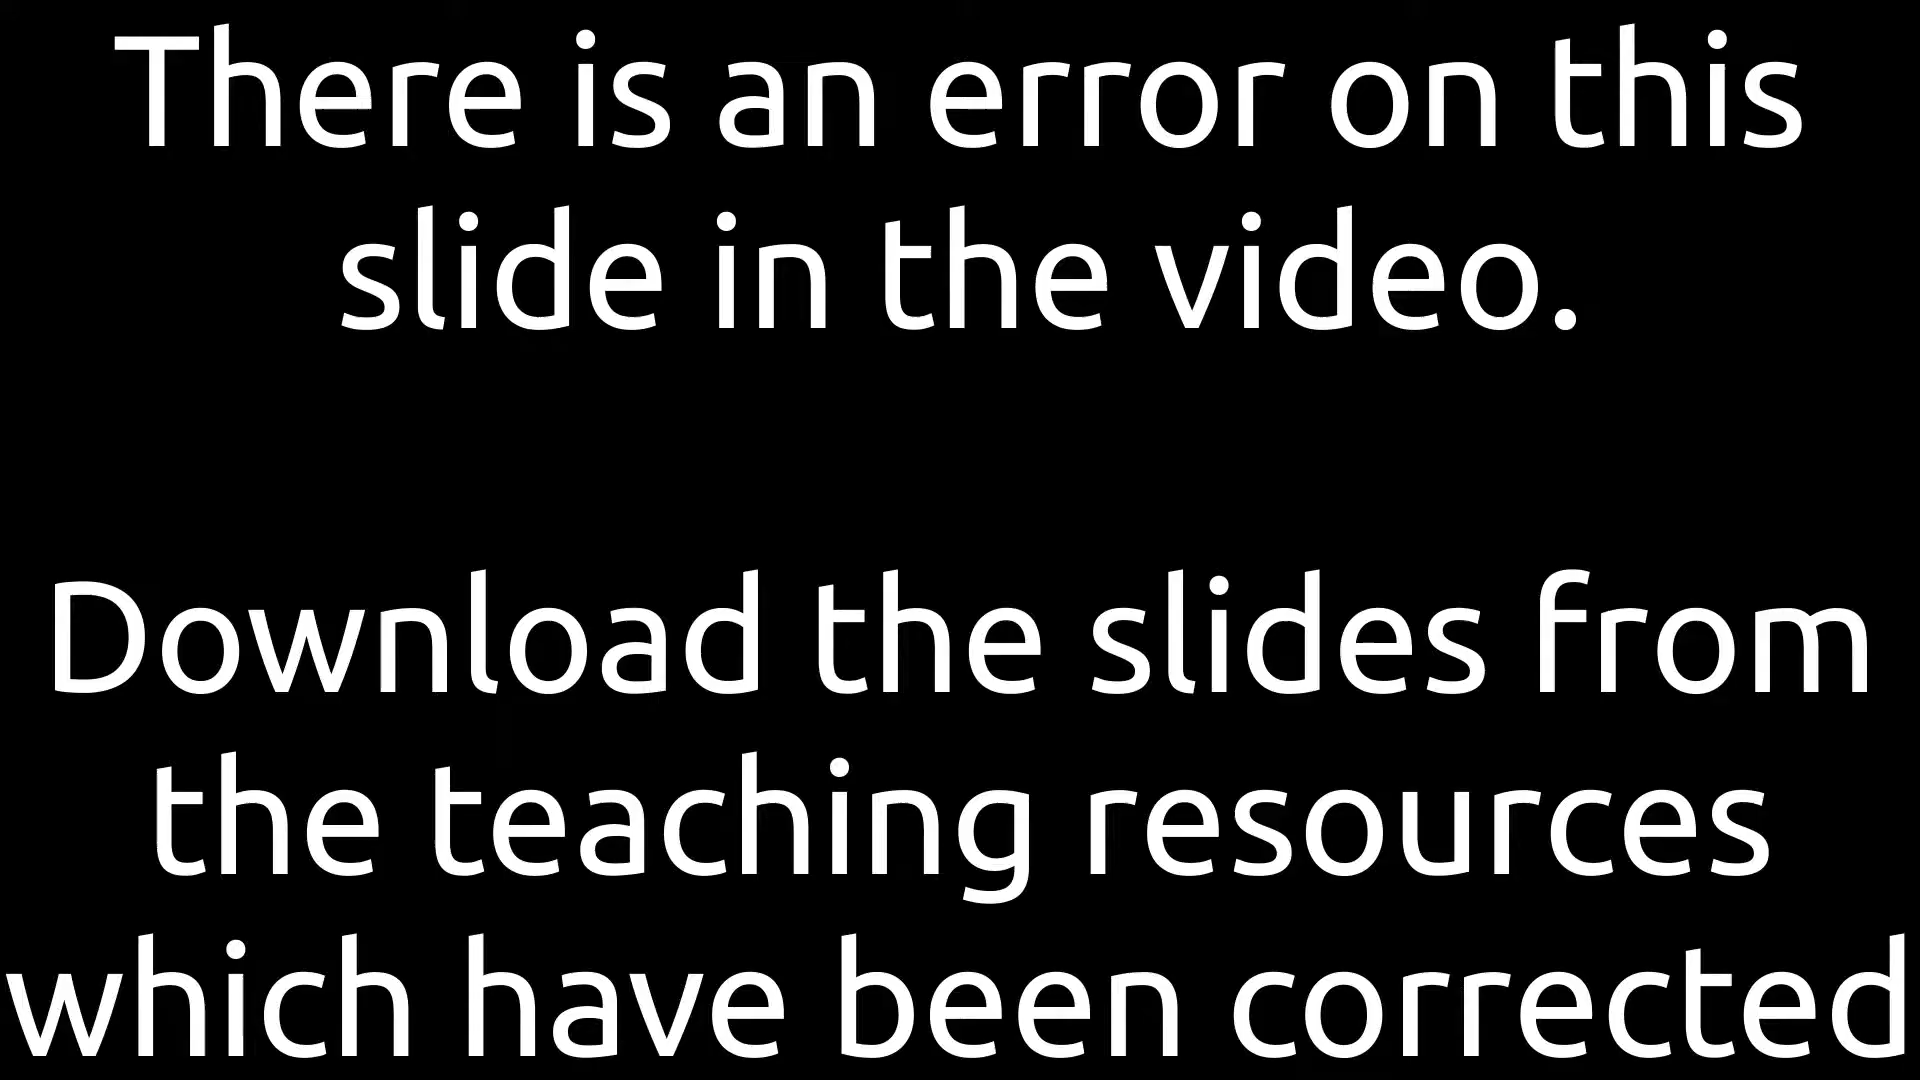 There is an error on this
slide in the video.
Download the slides from
the teaching resources
which have been corrected